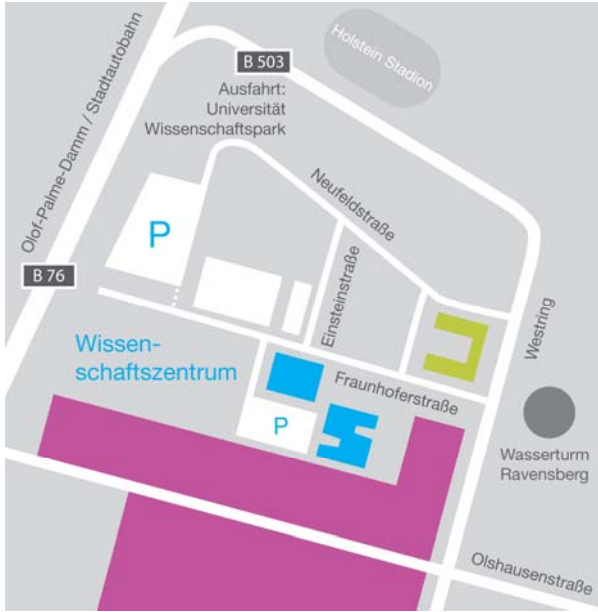 Holstein Stadion
B 503
Ausfahrt:
Universität
Wissenschaftspark
Olof-Palme-Damm / Stadtautobahn
Neufeldstraße
P
B 76
Einsteinstraße
Westring
Wissen-
schaftszentrum
Fraunhoferstraße
P
Wasserturm
Ravensberg
Olshausenstraße